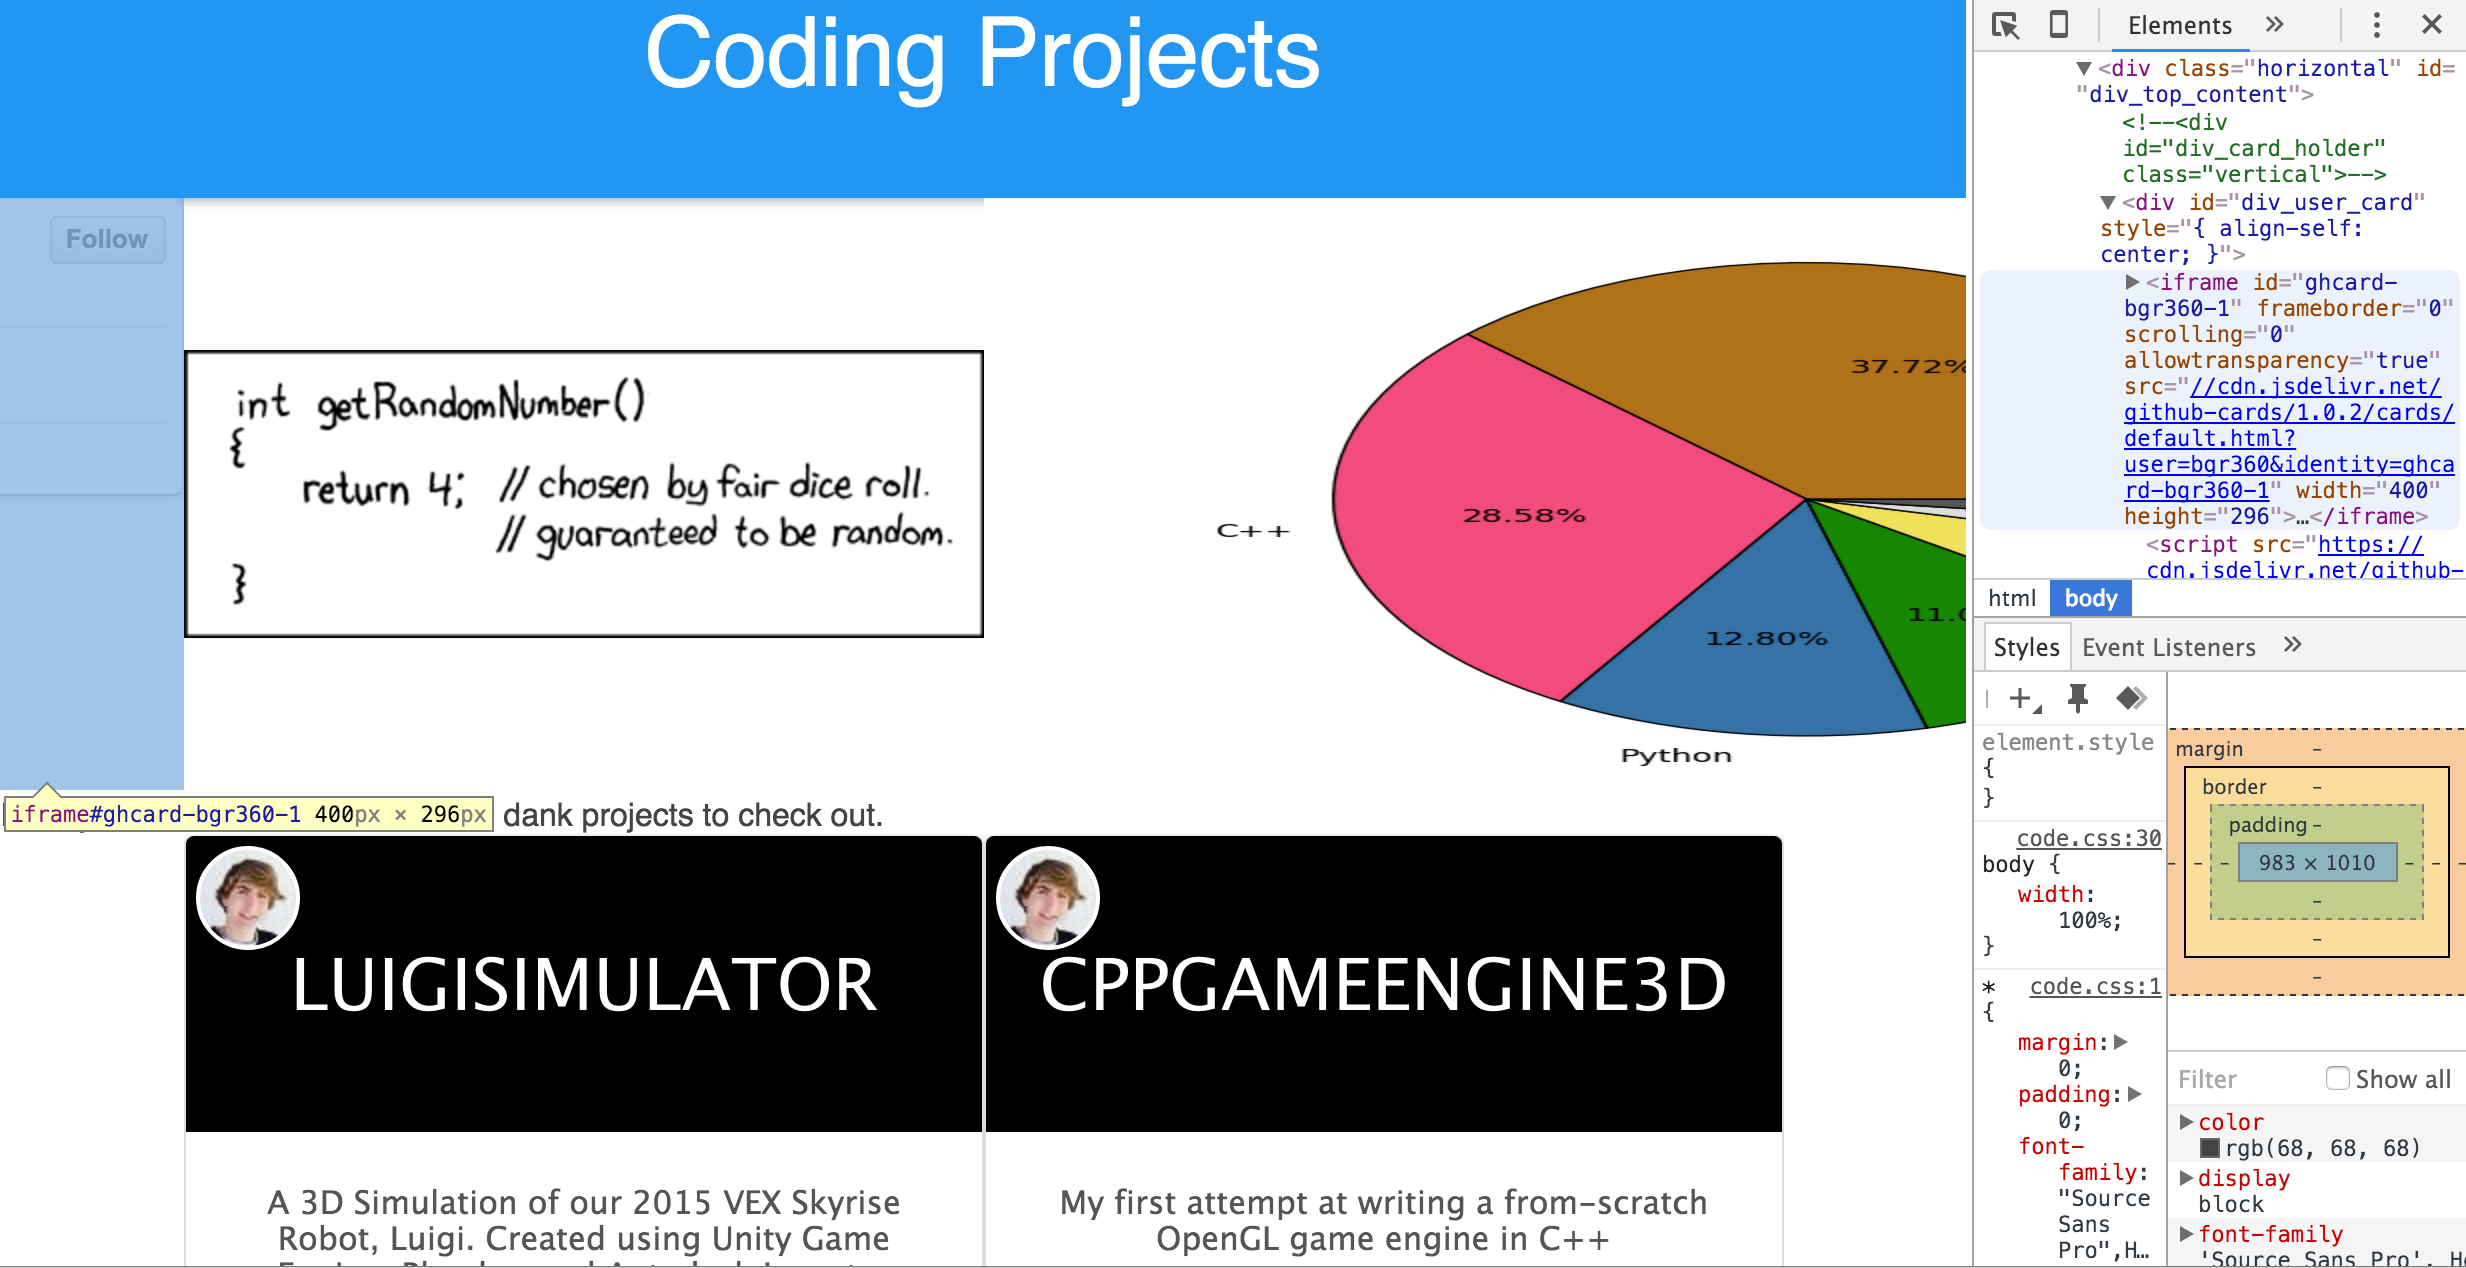 Coding Projects
Follow
int getRandomNumber()
{
return 4; // chosen by fair dice roll.
// guaranteed to be random.
}
37.72%
28.58%
C++
12.80%
Python
iframe#ghcard-bgr360-1 400px × 296px
dank projects to check out.
LUIGISIMULATOR
A 3D Simulation of our 2015 VEX Skyrise
Robot, Luigi. Created using Unity Game
CPPGAMEENGINE3D
My first attempt at writing a from-scratch
OpenGL game engine in C++
Elements
<div class="horizontal" id=
"div_top_content">
<!--<div
id="div_card_holder"
class="vertical">-->
<div id="div_user_card"
style="{ align-self:
center; }">
<iframe id="ghcard-
bgr360-1" frameborder="0"
scrolling="0"
allowtransparency="true"
src="//cdn.jsdelivr.net/
github-cards/1.0.2/cards/
default.html?
user=bgr360&identity=ghca
rd-bgr360-1" width="400"
height="296">…</iframe>
<script src="https://
cdn.jsdelivr.net/github-
html body
Styles Event Listeners
element.style
{
}
code.css:30
body {
width:
100%;
}
* code.css:1
{
margin:
0;
padding:
0;
font-
family:
"Source
Sans
Pro",H…
margin -
border -
padding -
983 × 1010
Filter Show all
color
rgb(68, 68, 68)
display
block
font-family
'Source Sans Pro',